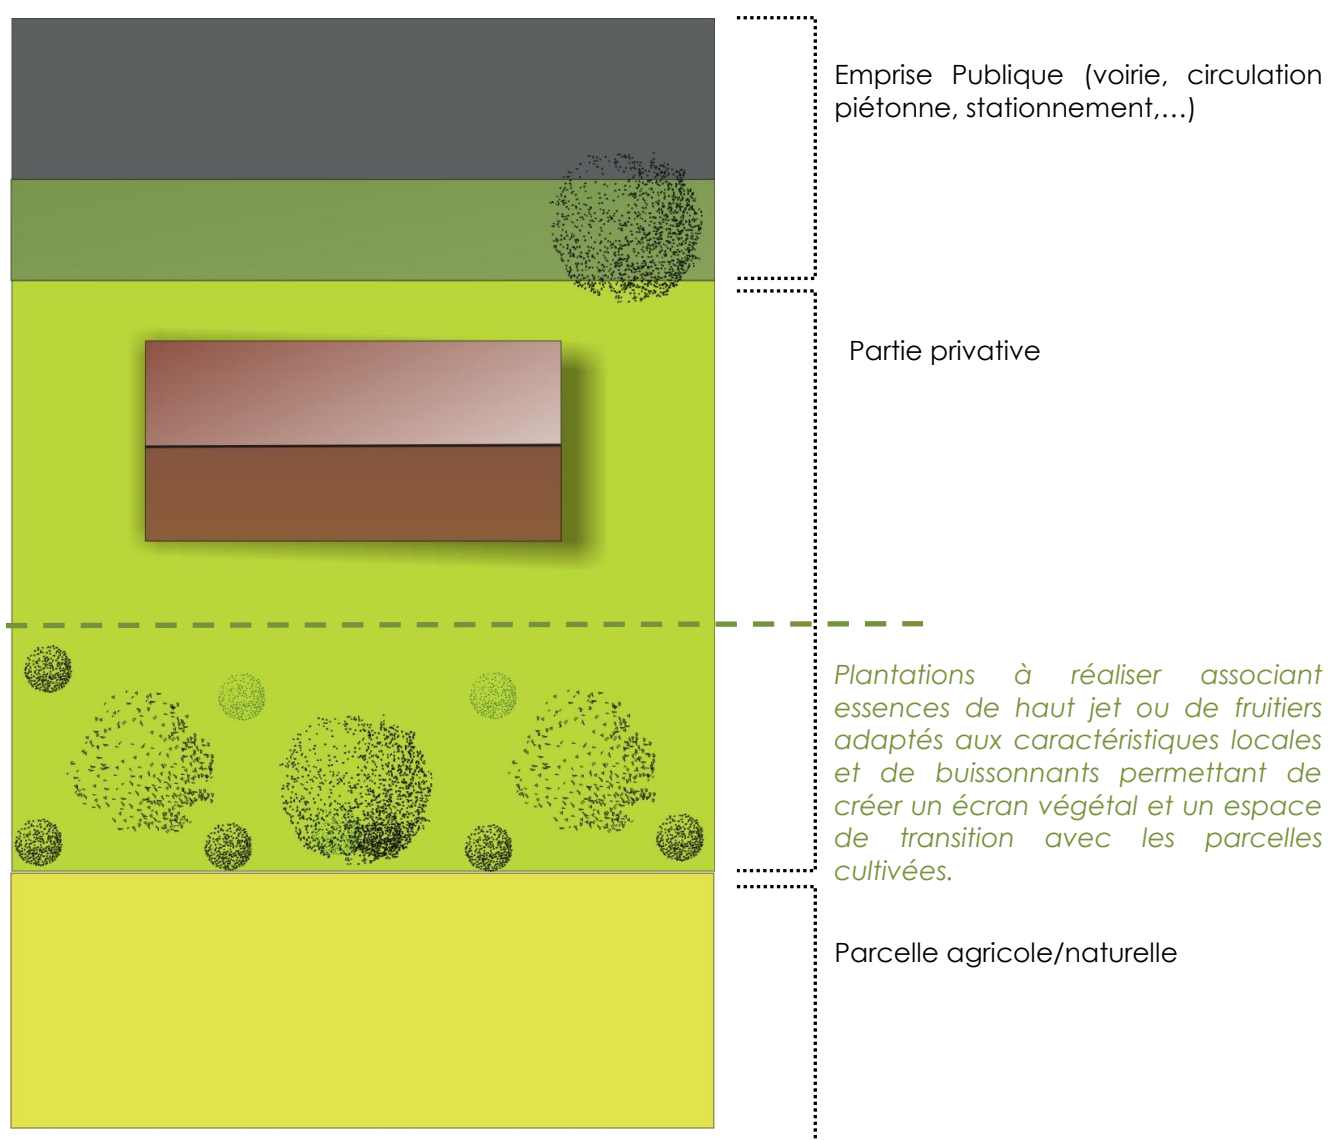 Emprise Publique (voirie, circulation
piétonne, stationnement,...)
Partie privative
Plantations à réaliser associant
essences de haut jet ou de fruitiers
adaptés aux caractéristiques locales
et de buissonnants permettant de
créer un écran végétal et un espace
de transition avec les parcelles
cultivées.
Parcelle agricole/naturelle